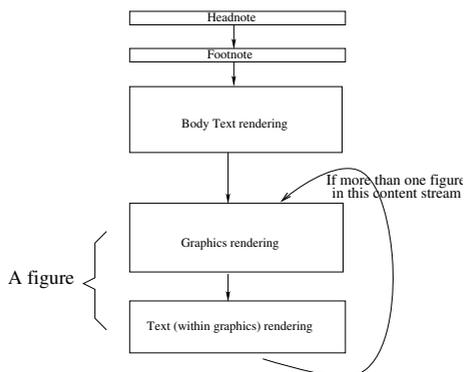 Headnote
Footnote
Body Text rendering
If more than one figure
in this content stream
Graphics rendering
A figure
Text (within graphics) rendering